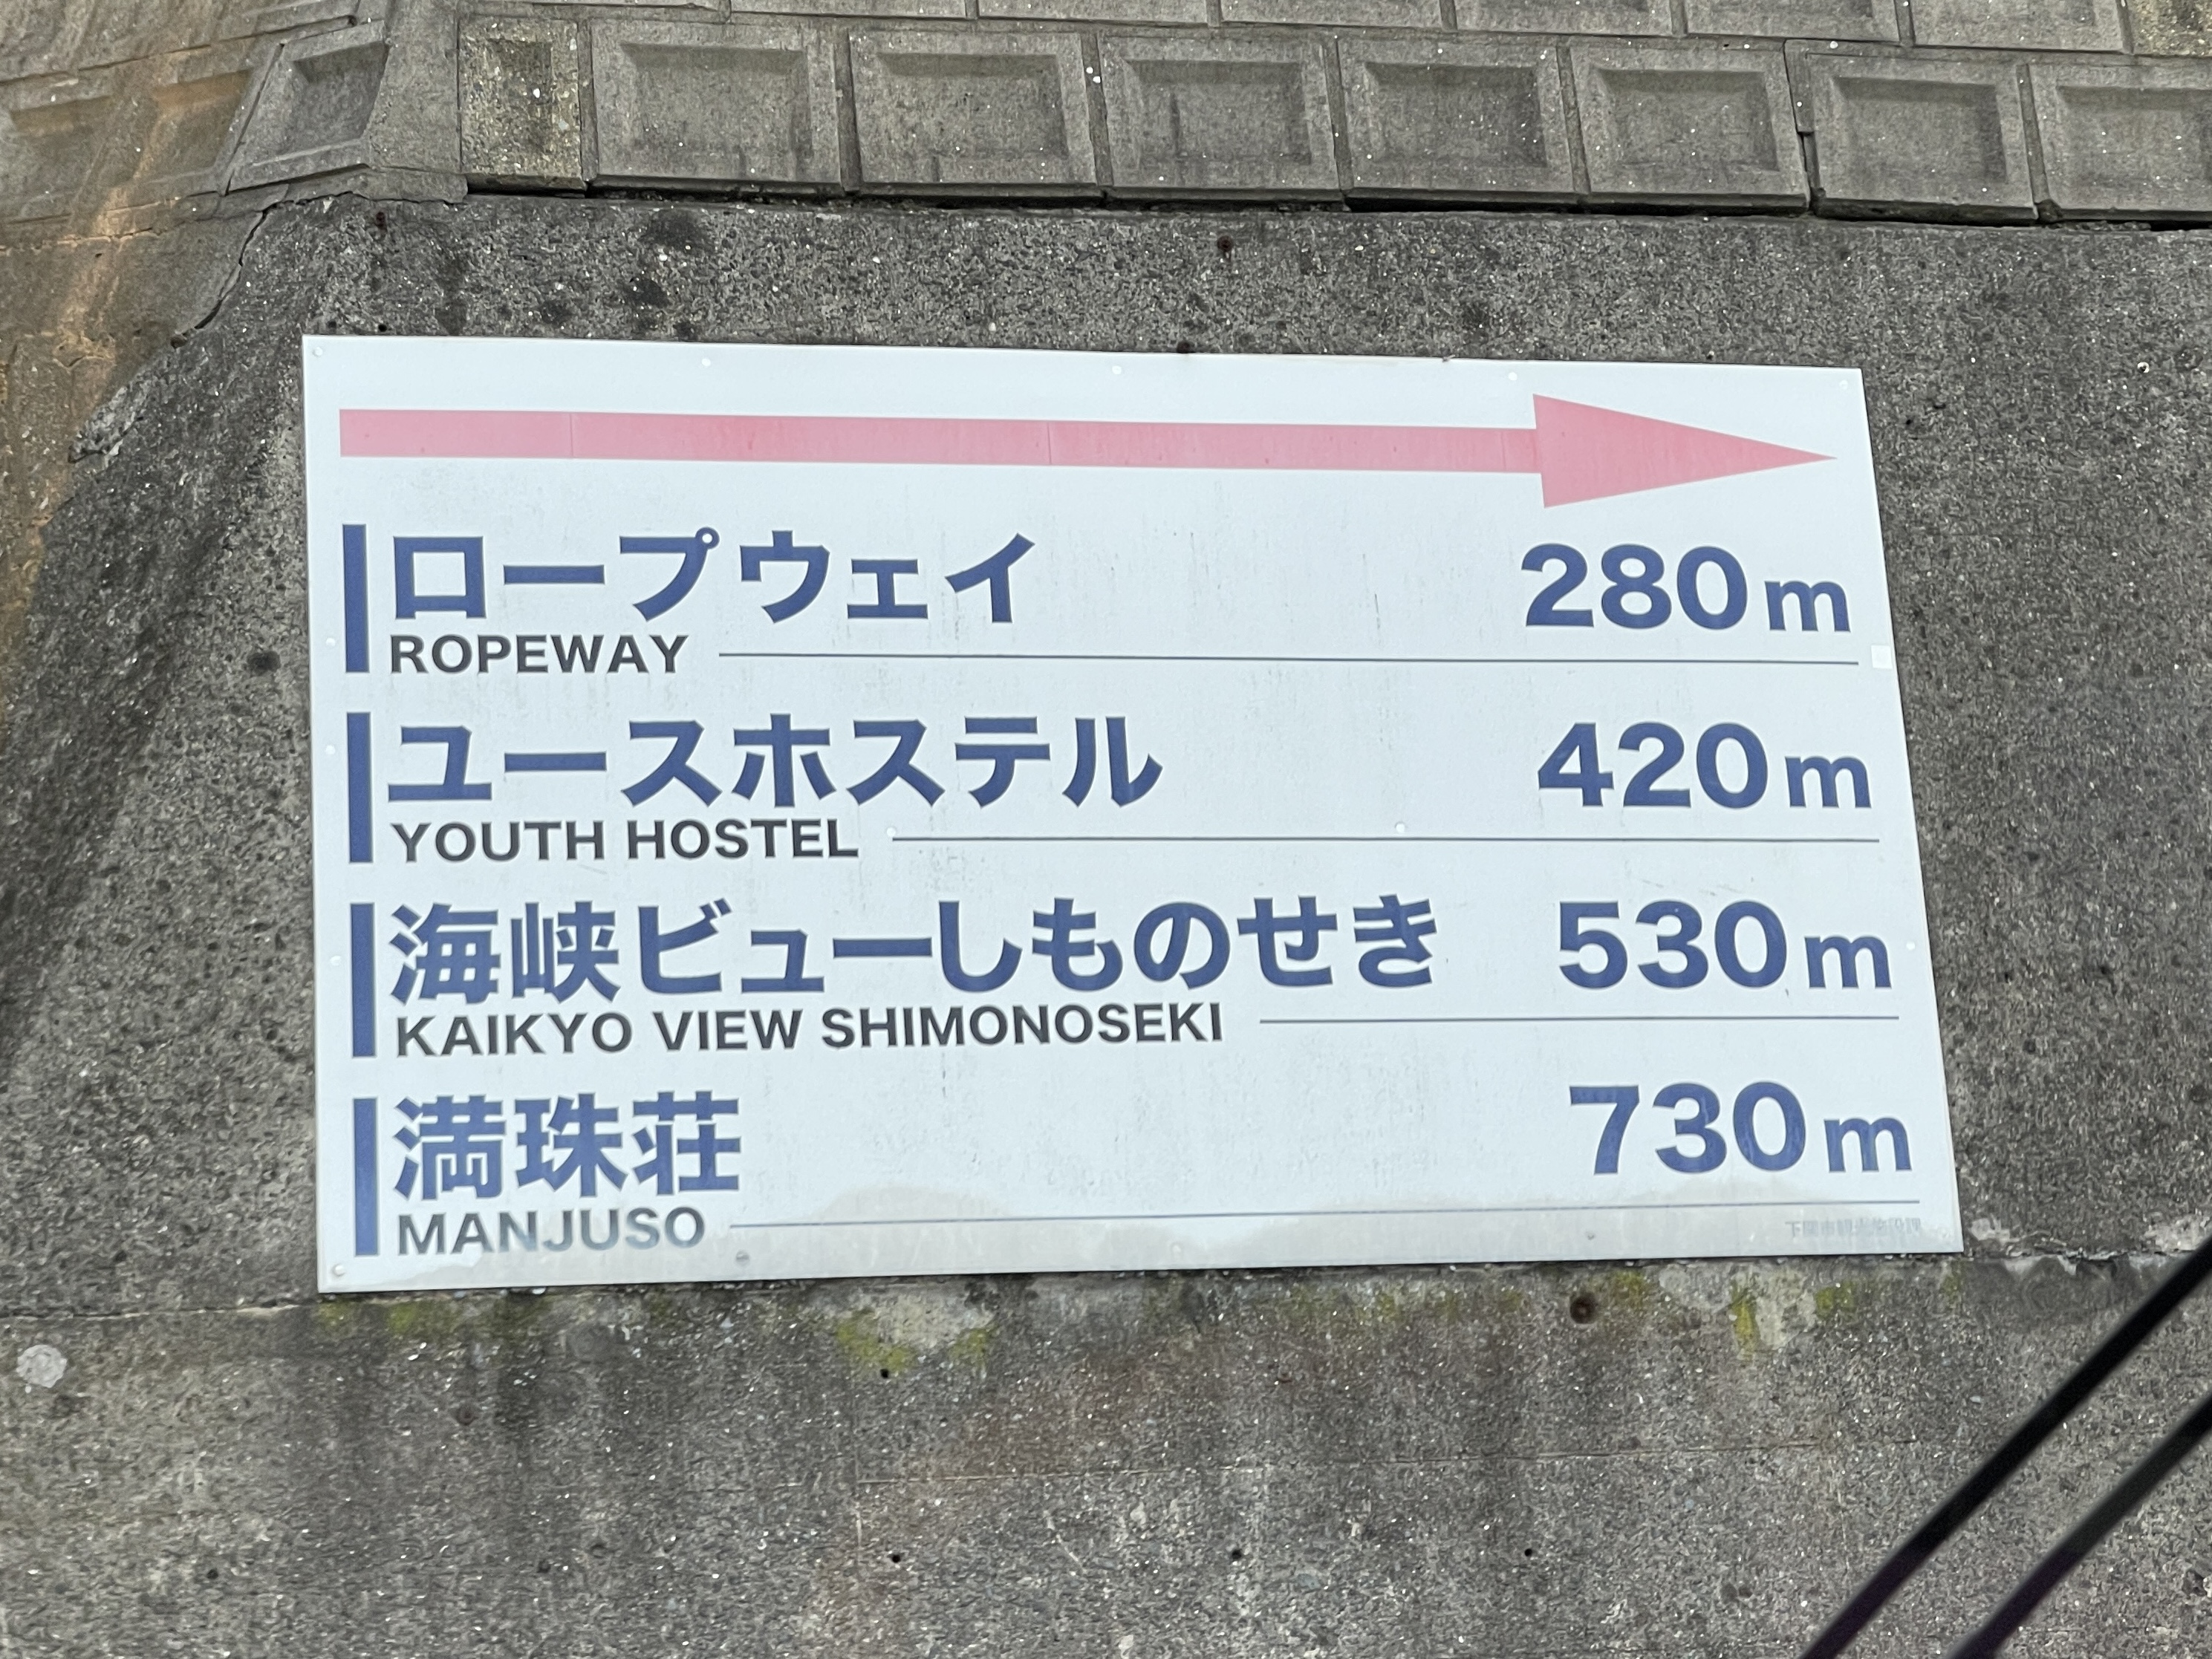 ロープウェイ 280m
ROPEWAY
ユースホステル 420m
YOUTH HOSTEL
海峡ビューしものせき 530m
KAIKYO VIEW SHIMONOSEKI
満珠荘 730m
MANJUSO